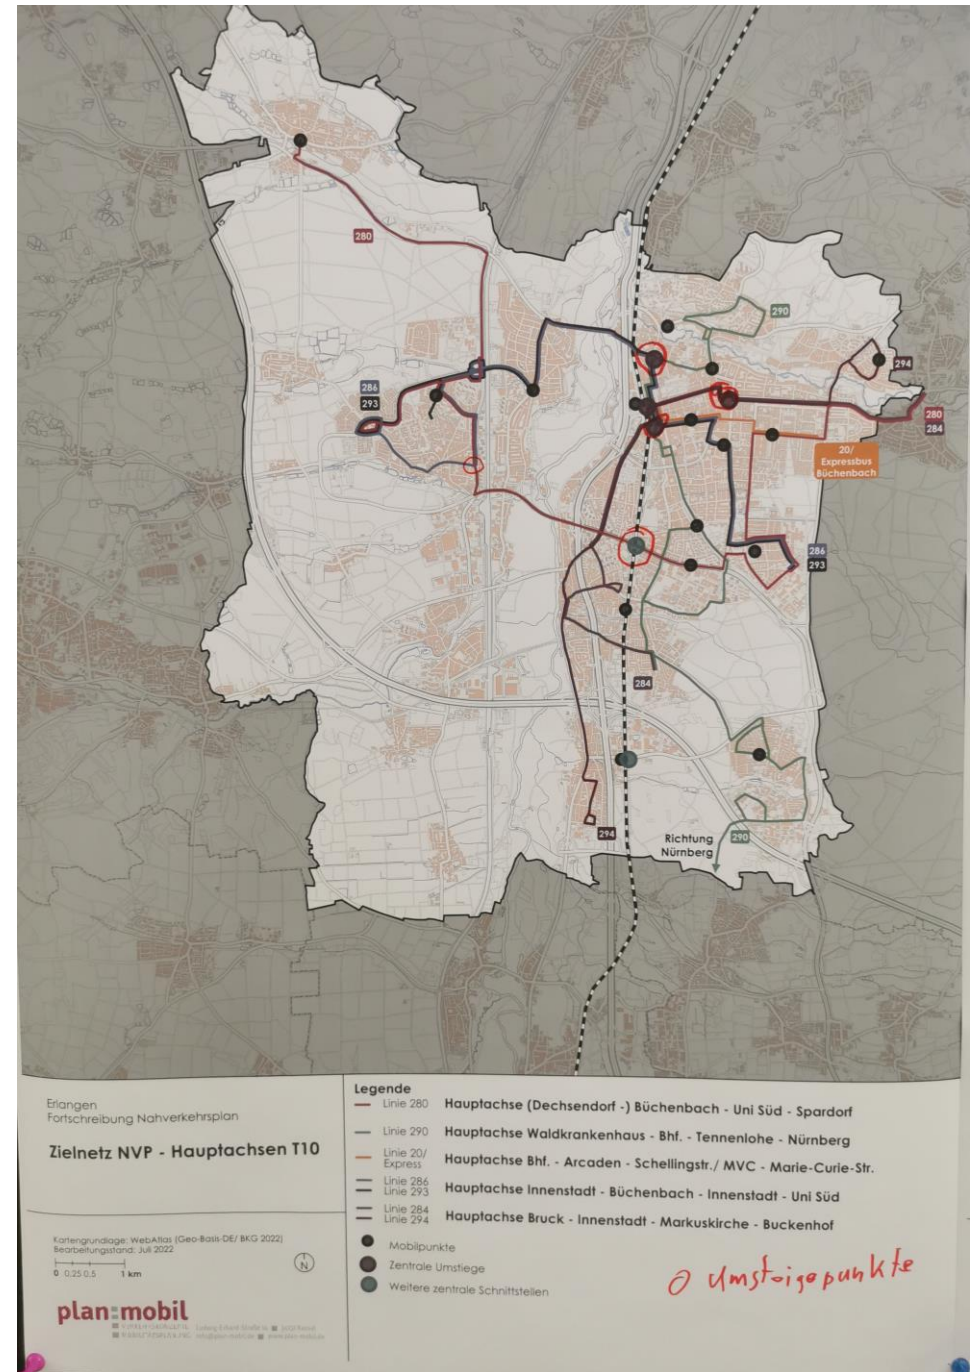 280
290
294
286
293
280
284
20/
Expressbus
Büchenbach
286
293
284
294
Richtung
Nürnberg
290
Erlangen
Fortschreibung Nahverkehrsplan
Zielnetz NVP - Hauptachsen T10
Kartengrundlage: WebAtlas (Geo-Basis-DE/ BKG 2022)
Bearbeitungsstand: Juli 2022
0 0,25 0,5 1 km
N
plan:mobil
Legende
Linie 280 Hauptachse (Dechsendorf -) Büchenbach - Uni Süd - Spardorf
Linie 290 Hauptachse Waldkrankenhaus - Bhf. - Tennenlohe - Nürnberg
Linie 20/
Express Hauptachse Bhf. - Arcaden - Schellingstr./ MVC - Marie-Curie-Str.
Linie 286
Linie 293 Hauptachse Innenstadt - Büchenbach - Innenstadt - Uni Süd
Linie 284
Linie 294 Hauptachse Bruck - Innenstadt - Markuskirche - Buckenhof
Mobilpunkte
Zentrale Umstiege
Weitere zentrale Schnittstellen
Umsteigepunkte